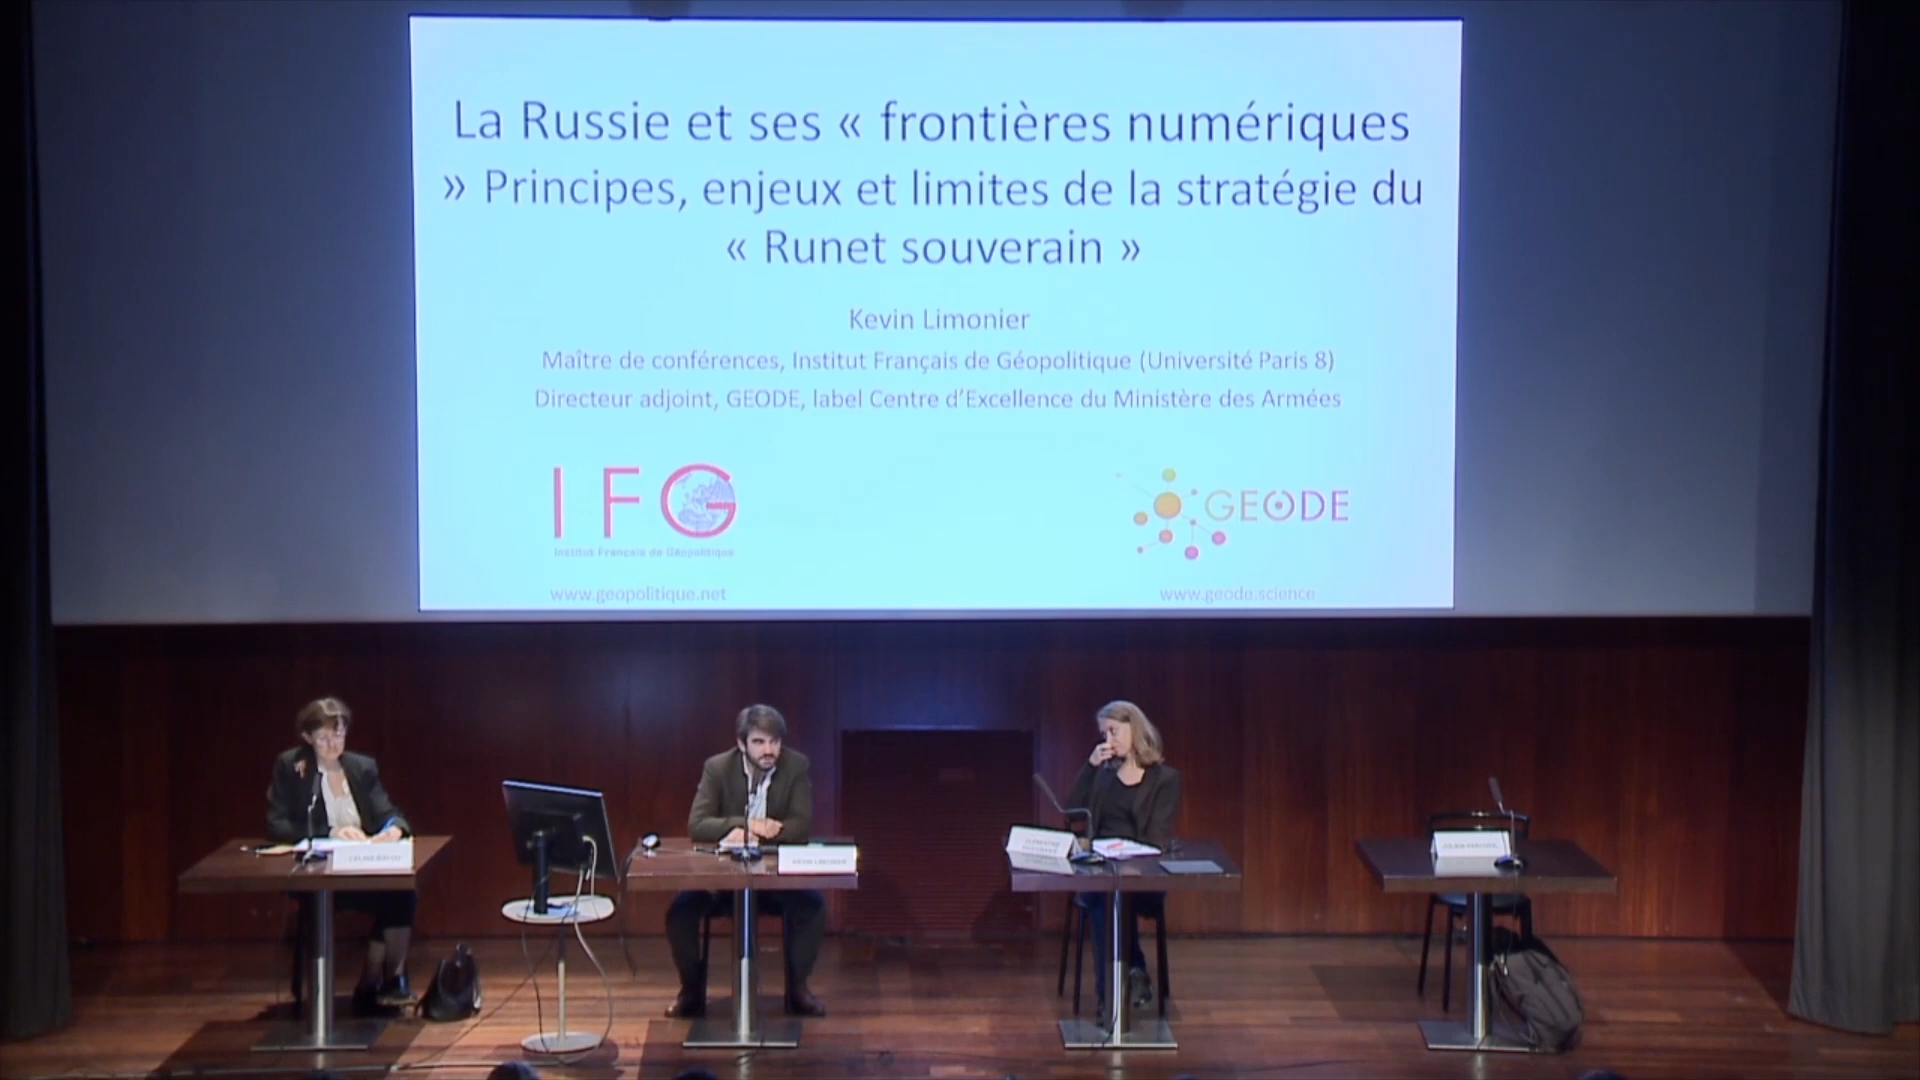 La Russie et ses « frontières numériques
» Principes, enjeux et limites de la stratégie du
« Runet souverain »
Kevin Limonier
Maître de conférences, Institut Français de Géopolitique (Université Paris 8)
Directeur adjoint, GEODE, label Centre d'Excellence du Ministère des Armées
IFG
GEODE
Institut Français de Géopolitique
www.geopolitique.net
www.geode.science
KEVIN LIMONIER